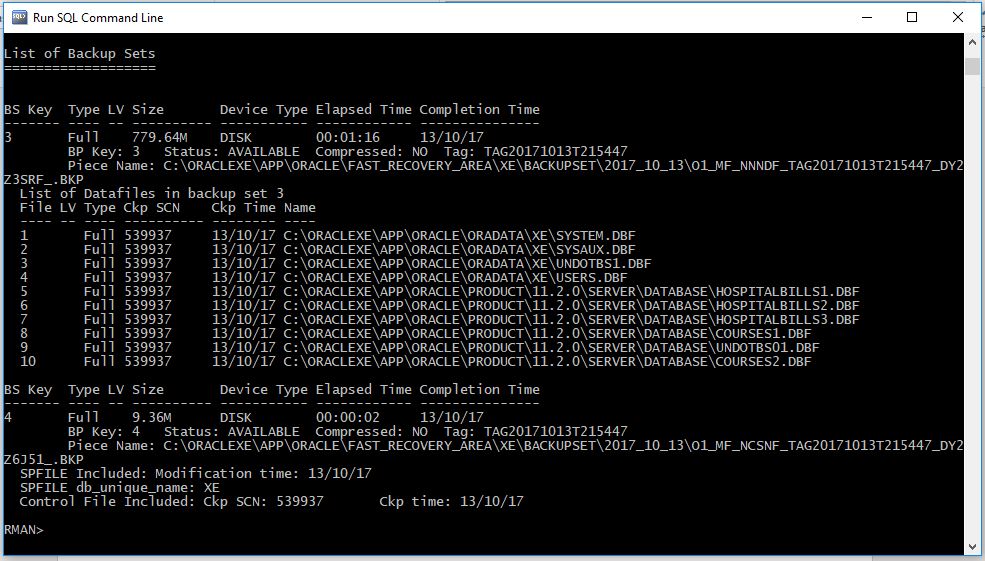 SQL> Run SQL Command Line
List of Backup Sets
===================
BS Key  Type LV Size       Device Type Elapsed Time Completion Time
------- ---- -- ---------- ----------- ------------ ---------------
3       Full    779.64M    DISK        00:01:16     13/10/17
        BP Key: 3   Status: AVAILABLE  Compressed: NO  Tag: TAG20171013T215447
        Piece Name: C:\ORACLEXE\APP\ORACLE\FAST_RECOVERY_AREA\XE\BACKUPSET\2017_10_13\O1_MF_NNNDF_TAG20171013T215447_DY2
Z3SRF_.BKP
  List of Datafiles in backup set 3
  File LV Type Ckp SCN    Ckp Time Name
  ---- -- ---- ---------- -------- ----
  1       Full 539937     13/10/17 C:\ORACLEXE\APP\ORACLE\ORADATA\XE\SYSTEM.DBF
  2       Full 539937     13/10/17 C:\ORACLEXE\APP\ORACLE\ORADATA\XE\SYSAUX.DBF
  3       Full 539937     13/10/17 C:\ORACLEXE\APP\ORACLE\ORADATA\XE\UNDOTBS1.DBF
  4       Full 539937     13/10/17 C:\ORACLEXE\APP\ORACLE\ORADATA\XE\USERS.DBF
  5       Full 539937     13/10/17 C:\ORACLEXE\APP\ORACLE\PRODUCT\11.2.0\SERVER\DATABASE\HOSPITALBILLS1.DBF
  6       Full 539937     13/10/17 C:\ORACLEXE\APP\ORACLE\PRODUCT\11.2.0\SERVER\DATABASE\HOSPITALBILLS2.DBF
  7       Full 539937     13/10/17 C:\ORACLEXE\APP\ORACLE\PRODUCT\11.2.0\SERVER\DATABASE\HOSPITALBILLS3.DBF
  8       Full 539937     13/10/17 C:\ORACLEXE\APP\ORACLE\PRODUCT\11.2.0\SERVER\DATABASE\COURSES1.DBF
  9       Full 539937     13/10/17 C:\ORACLEXE\APP\ORACLE\PRODUCT\11.2.0\SERVER\DATABASE\UNDOTBS01.DBF
  10      Full 539937     13/10/17 C:\ORACLEXE\APP\ORACLE\PRODUCT\11.2.0\SERVER\DATABASE\COURSES2.DBF
BS Key  Type LV Size       Device Type Elapsed Time Completion Time
------- ---- -- ---------- ----------- ------------ ---------------
4       Full    9.36M      DISK        00:00:02     13/10/17
        BP Key: 4   Status: AVAILABLE  Compressed: NO  Tag: TAG20171013T215447
        Piece Name: C:\ORACLEXE\APP\ORACLE\FAST_RECOVERY_AREA\XE\BACKUPSET\2017_10_13\O1_MF_NCSNF_TAG20171013T215447_DY2
Z6J51_.BKP
  SPFILE Included: Modification time: 13/10/17
  SPFILE db_unique_name: XE
  Control File Included: Ckp SCN: 539937       Ckp time: 13/10/17
RMAN>